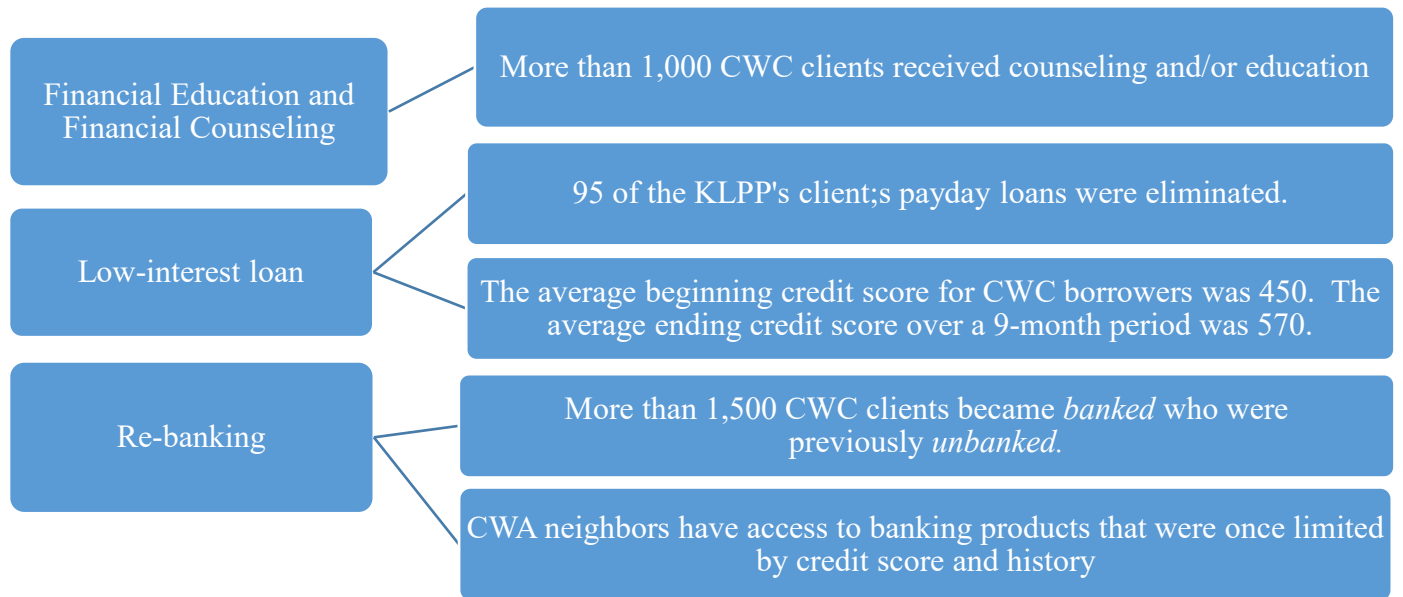 Financial Education and
Financial Counseling
More than 1,000 CWC clients received counseling and/or education
Low-interest loan
95 of the KLPP's client;s payday loans were eliminated.
The average beginning credit score for CWC borrowers was 450.  The
average ending credit score over a 9-month period was 570.
Re-banking
More than 1,500 CWC clients became banked who were
previously unbanked.
CWA neighbors have access to banking products that were once limited
by credit score and history